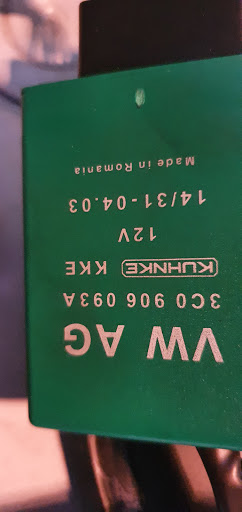 VW AG
3C0 906 093A
KUHNKE KKE
12V
14/31-04.03
Made in Romania